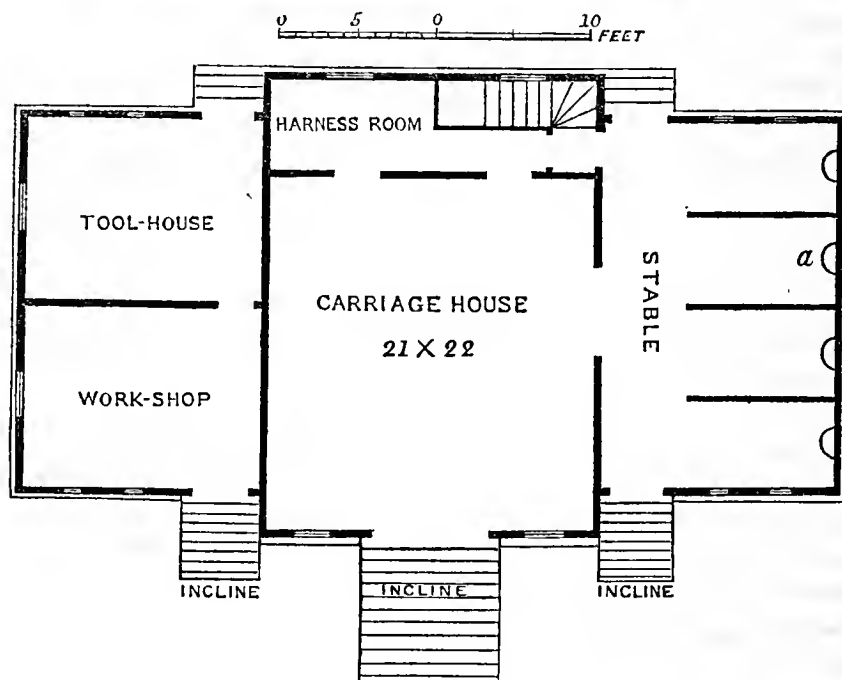 0 5 0 10
FEET
HARNESS ROOM
TOOL-HOUSE
CARRIAGE HOUSE
21 X 22
STABLE
a
WORK-SHOP
INCLINE
INCLINE
INCLINE